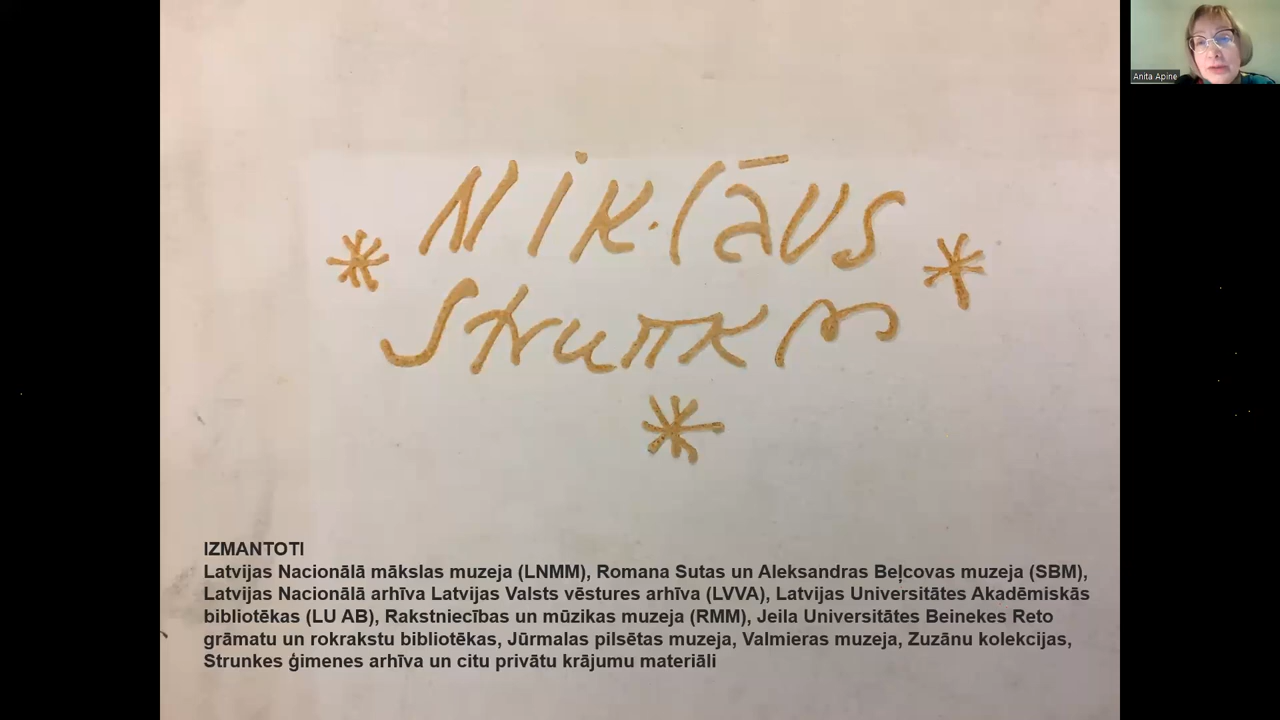 Nik.lāvs
Strunke
IZMANTOTI
Latvijas Nacionālā mākslas muzeja (LNMM), Romana Sutas un Aleksandras Beļcovas muzeja (SBM),
Latvijas Nacionālā arhīva Latvijas Valsts vēstures arhīva (LVVA), Latvijas Universitātes Akadēmiskās
bibliotēkas (LU AB), Rakstniecības un mūzikas muzeja (RMM), Jeila Universitātes Beinekes Reto
grāmatu un rokrakstu bibliotēkas, Jūrmalas pilsētas muzeja, Valmieras muzeja, Zuzānu kolekcijas,
Strunkes ģimenes arhīva un citu privātu krājumu materiāli
Anita Apine